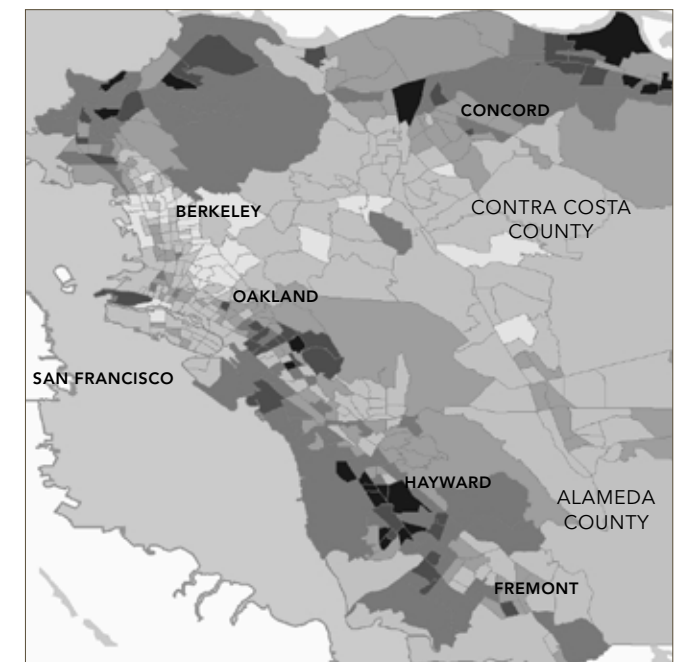 CONCORD
CONTRA COSTA
COUNTY
BERKELEY
OAKLAND
SAN FRANCISCO
HAYWARD
ALAMEDA
COUNTY
FREMONT